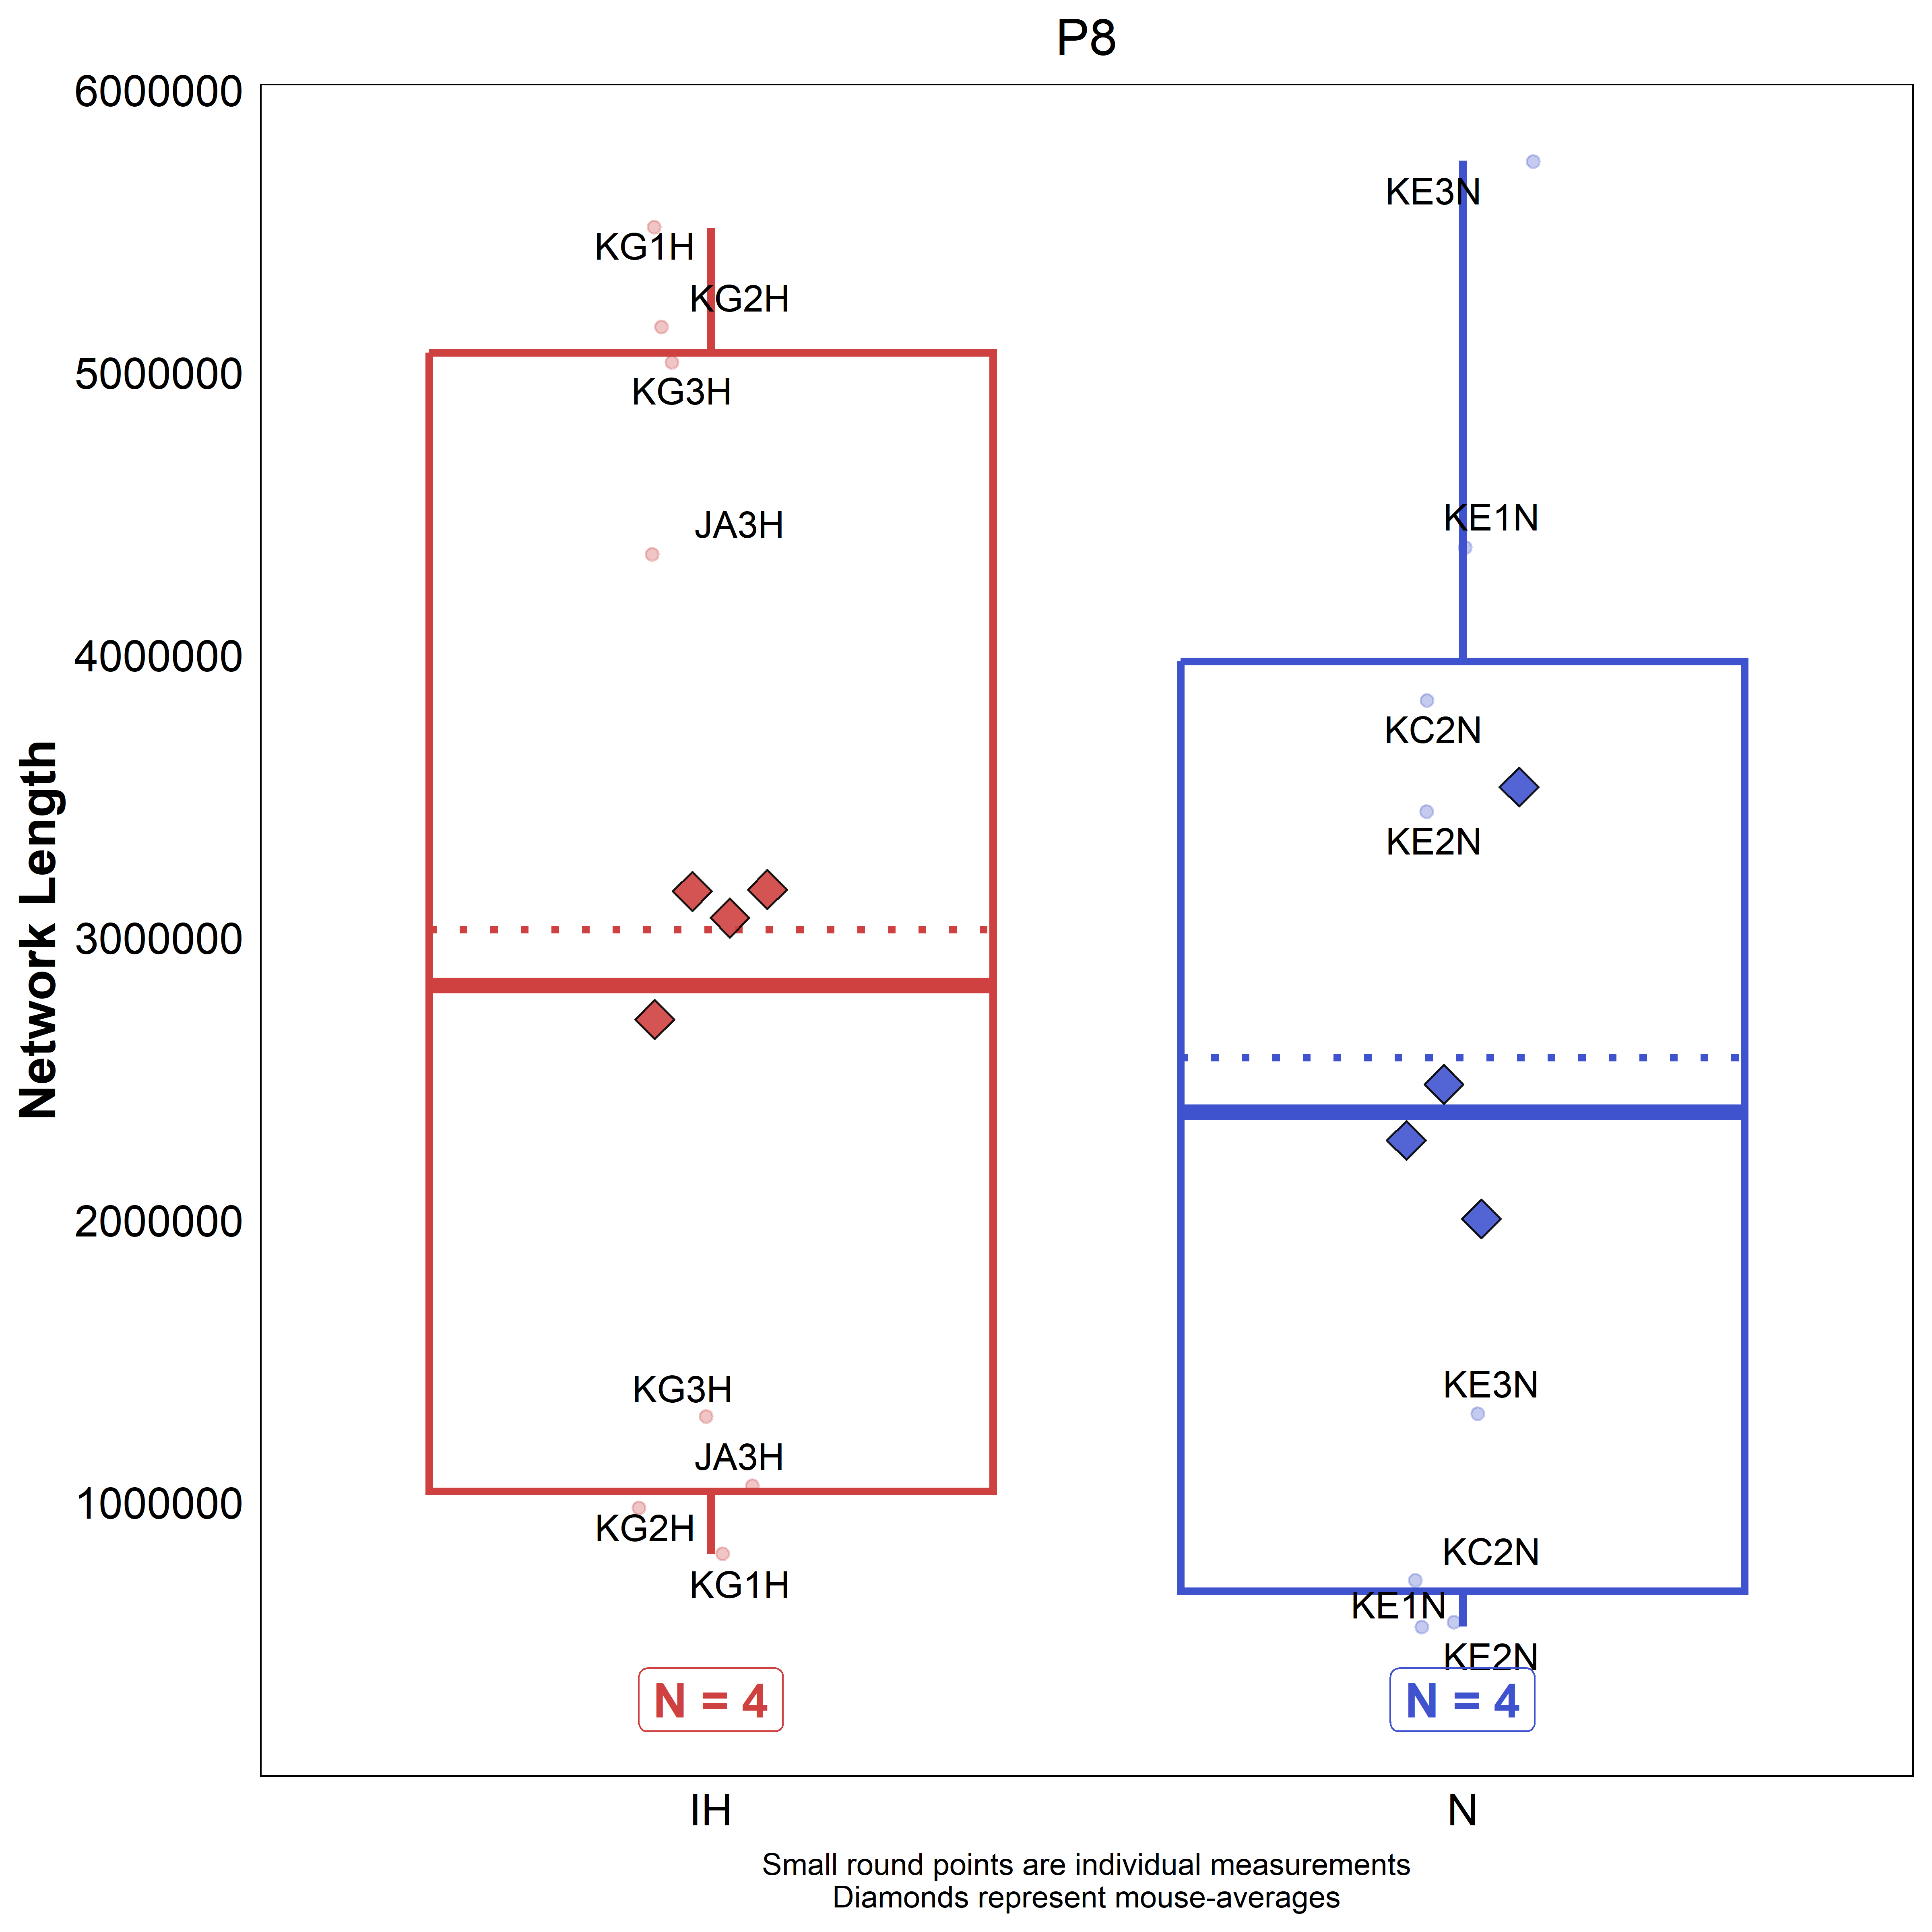 P8
6000000
5000000
4000000
3000000
2000000
1000000
Network Length
KG1H
KG2H
KG3H
JA3H
KG3H
JA3H
KG2H
KG1H
N = 4
KE3N
KE1N
KC2N
KE2N
KE3N
KC2N
KE1N
KE2N
N = 4
IH
N
Small round points are individual measurements
Diamonds represent mouse-averages